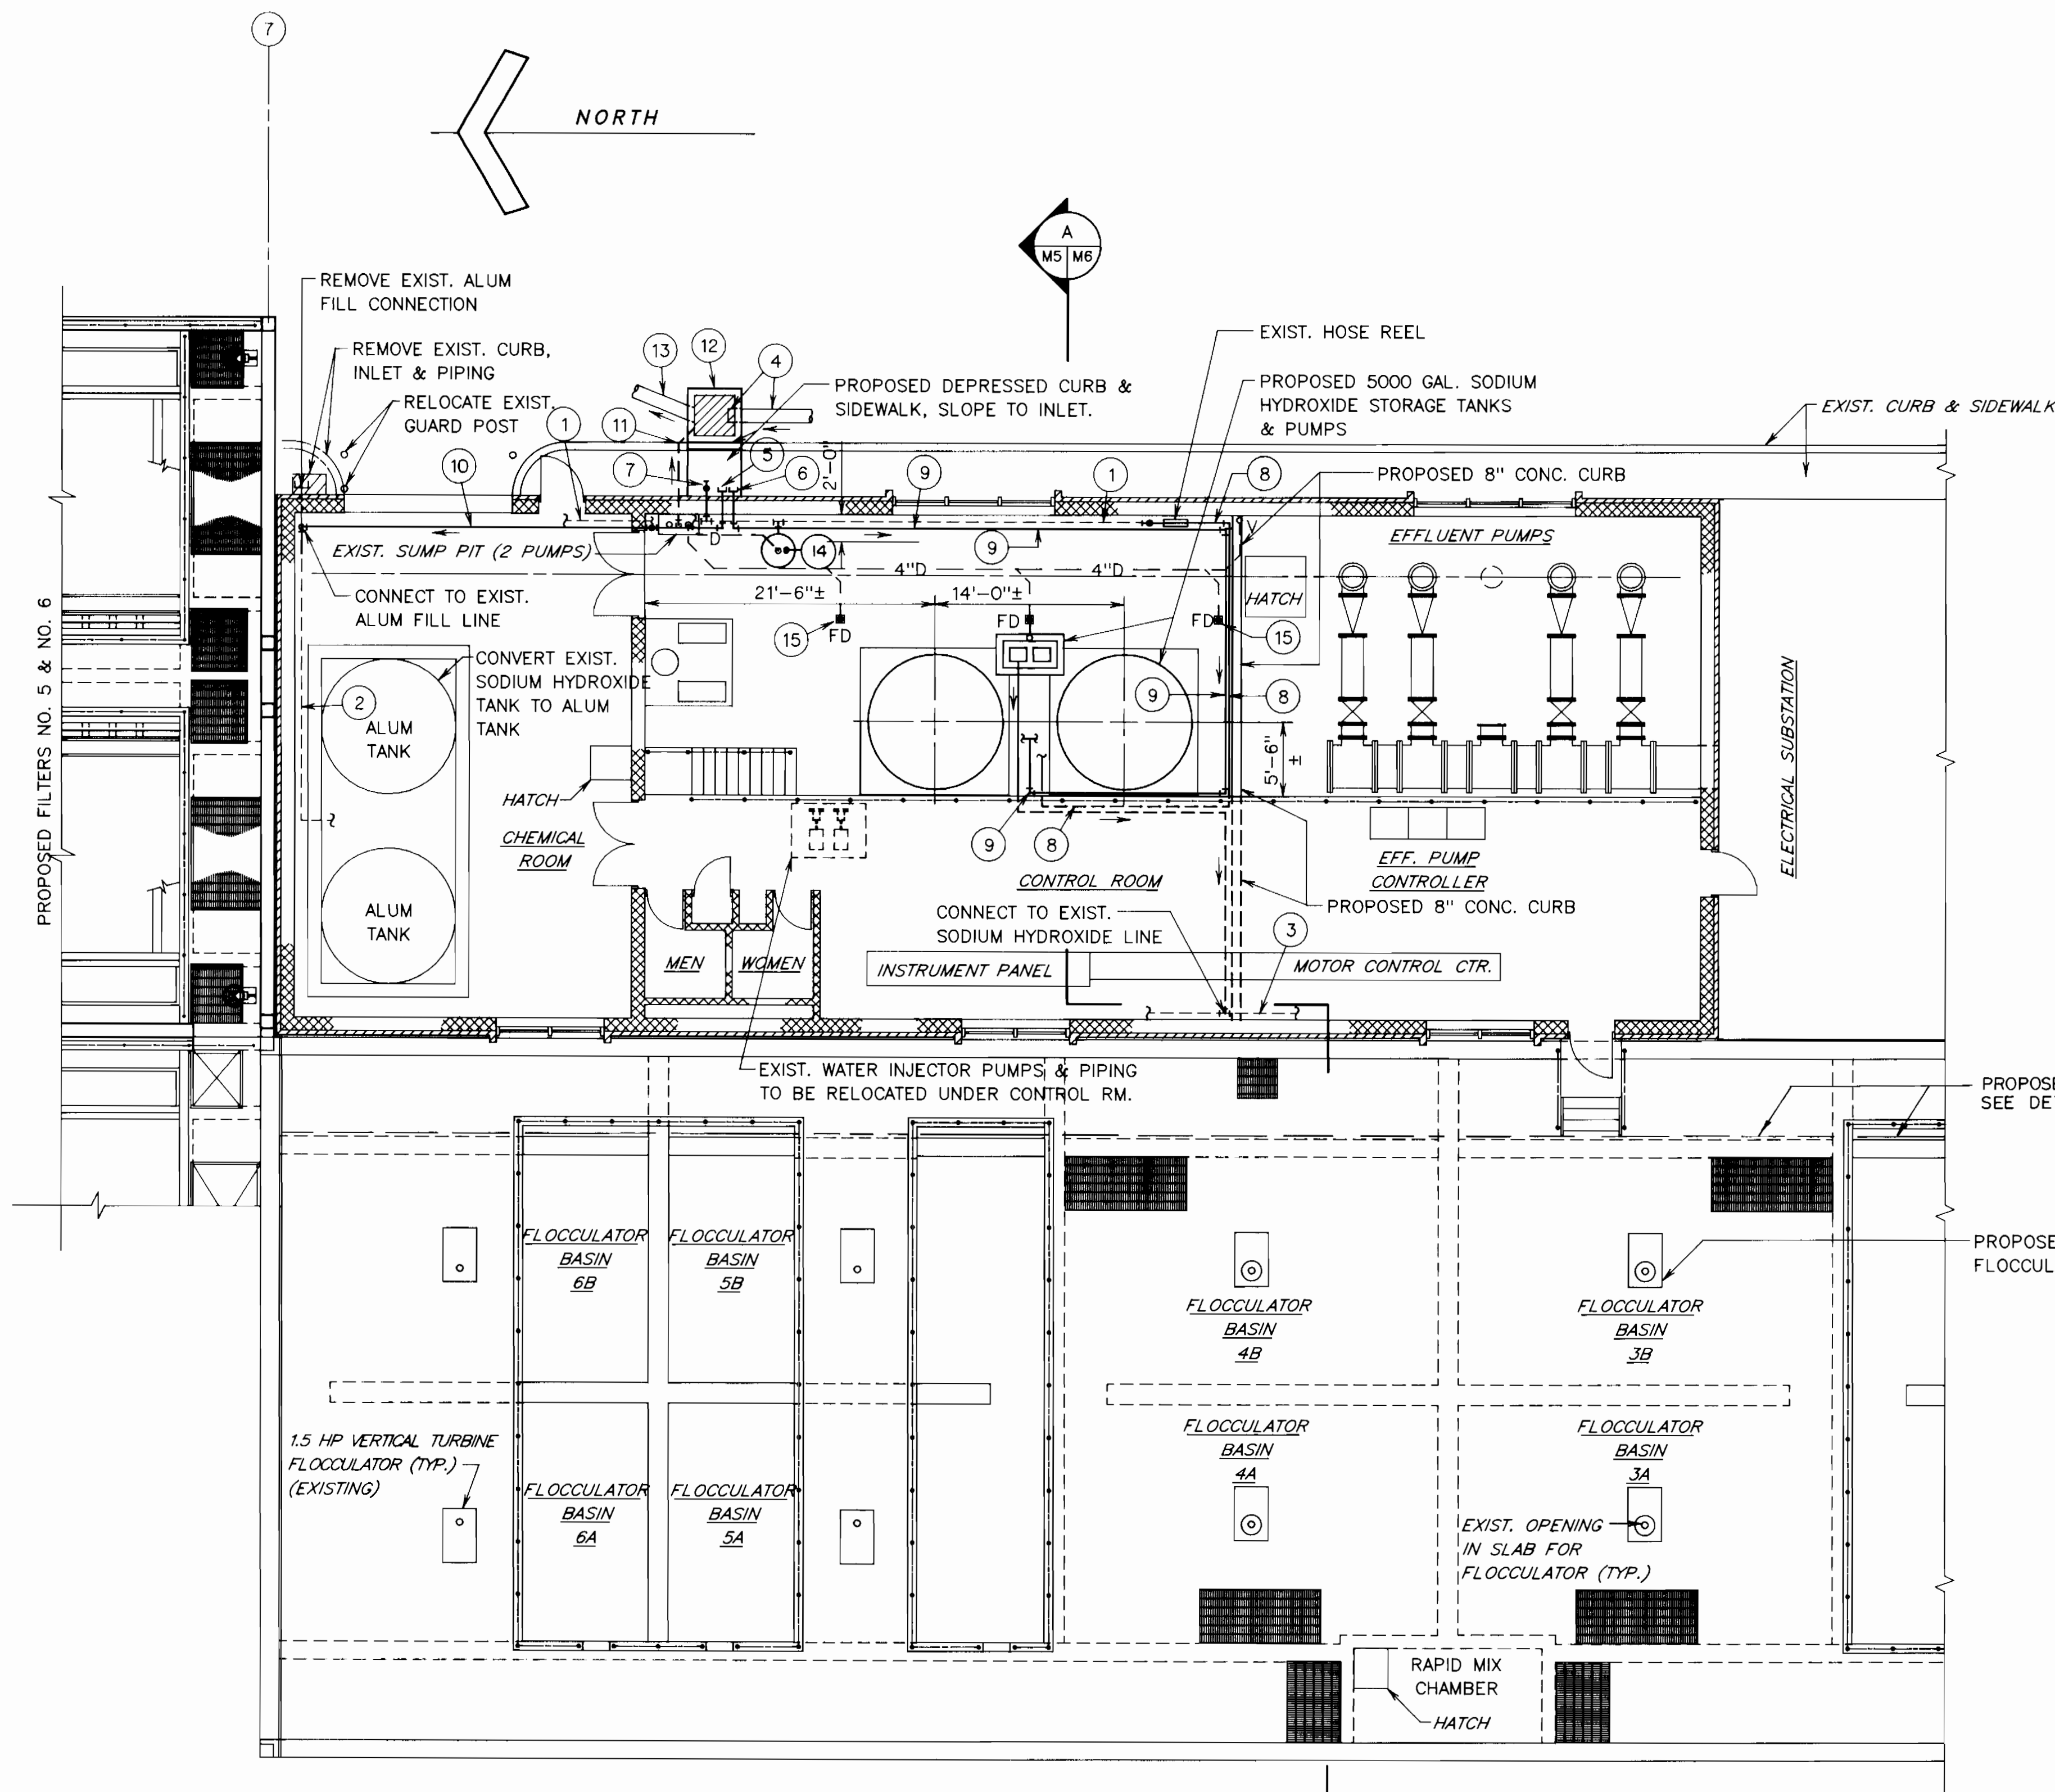 7
NORTH
A
M5 M6
REMOVE EXIST. ALUM
FILL CONNECTION
REMOVE EXIST. CURB,
INLET & PIPING
RELOCATE EXIST.
GUARD POST
13
12
4
PROPOSED DEPRESSED CURB &
SIDEWALK, SLOPE TO INLET.
EXIST. HOSE REEL
PROPOSED 5000 GAL. SODIUM
HYDROXIDE STORAGE TANKS
& PUMPS
EXIST. CURB & SIDEWALK
1
11
10
7
5
6
2'-0"
9
1
8
PROPOSED 8" CONC. CURB
EXIST. SUMP PIT (2 PUMPS)
D
14
9
V
EFFLUENT PUMPS
4"D
4"D
CONNECT TO EXIST.
ALUM FILL LINE
21'-6"±
14'-0"±
HATCH
15
FD
FD
FD
15
PROPOSED FILTERS NO. 5 & NO. 6
CONVERT EXIST.
SODIUM HYDROXIDE
TANK TO ALUM
TANK
2
ALUM
TANK
9
8
5'-6"
±
ELECTRICAL SUBSTATION
HATCH
CHEMICAL
ROOM
9
8
EFF. PUMP
CONTROLLER
ALUM
TANK
CONTROL ROOM
PROPOSED 8" CONC. CURB
CONNECT TO EXIST.
SODIUM HYDROXIDE LINE
3
MEN
WOMEN
INSTRUMENT PANEL
MOTOR CONTROL CTR.
EXIST. WATER INJECTOR PUMPS & PIPING
TO BE RELOCATED UNDER CONTROL RM.
PROPOSE
SEE DE
FLOCCULATOR
BASIN
6B
FLOCCULATOR
BASIN
5B
PROPOSE
FLOCCUL
FLOCCULATOR
BASIN
4B
FLOCCULATOR
BASIN
3B
1.5 HP VERTICAL TURBINE
FLOCCULATOR (TYP.)
(EXISTING)
FLOCCULATOR
BASIN
6A
FLOCCULATOR
BASIN
5A
FLOCCULATOR
BASIN
4A
FLOCCULATOR
BASIN
3A
EXIST. OPENING
IN SLAB FOR
FLOCCULATOR (TYP.)
RAPID MIX
CHAMBER
HATCH